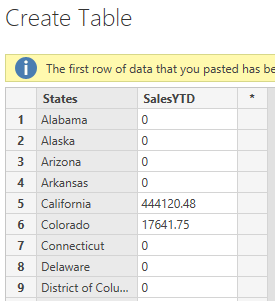 Create Table
The first row of data that you pasted has be
States SalesYTD *
1 Alabama 0
2 Alaska 0
3 Arizona 0
4 Arkansas 0
5 California 444120.48
6 Colorado 17641.75
7 Connecticut 0
8 Delaware 0
9 District of Colu... 0